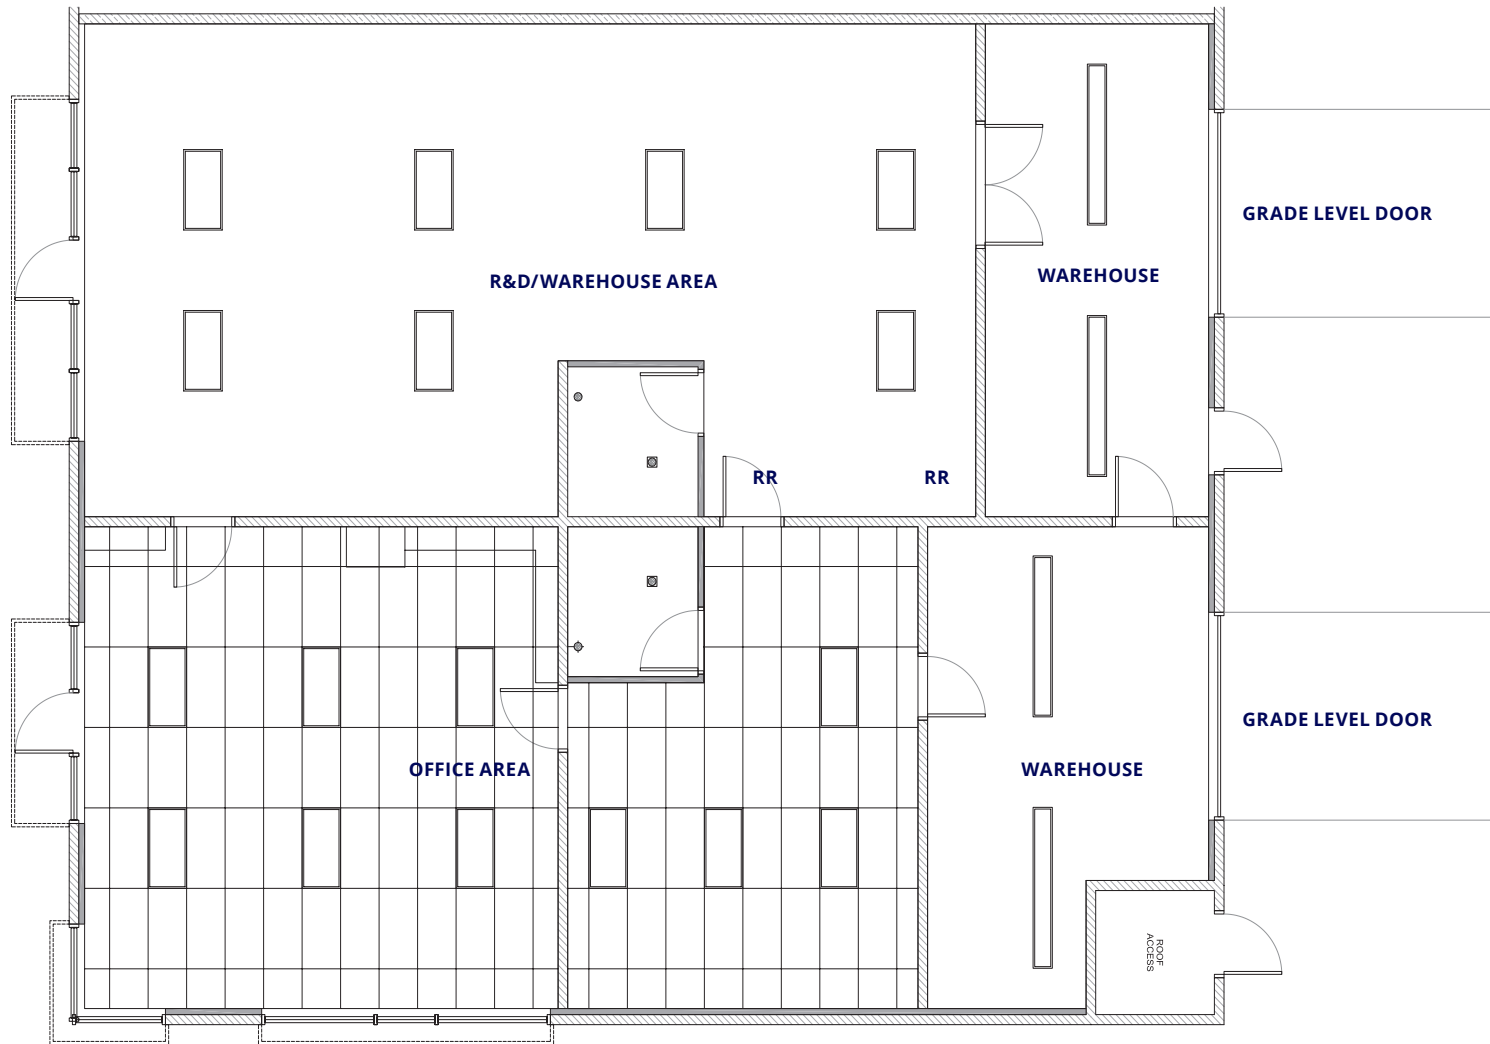 GRADE LEVEL DOOR
WAREHOUSE
R&D/WAREHOUSE AREA
RR
RR
GRADE LEVEL DOOR
OFFICE AREA
WAREHOUSE
ROOF
ACCESS